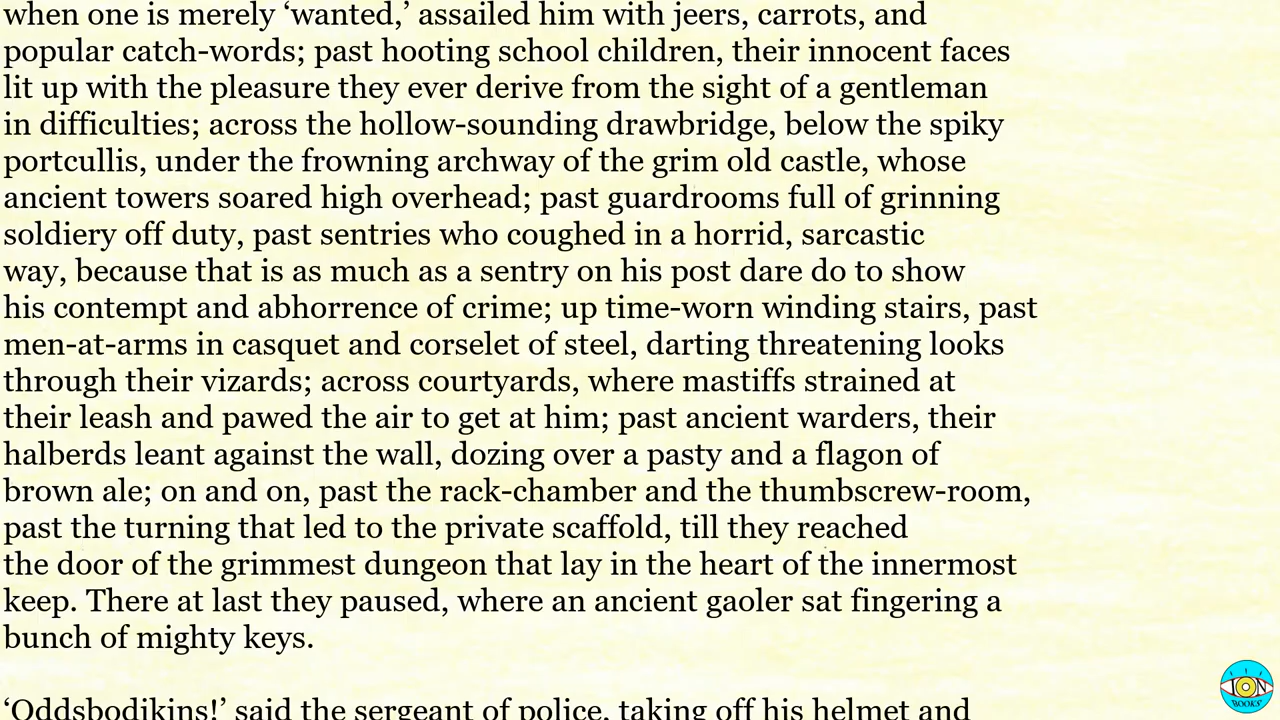 when one is merely ‘wanted,’ assailed him with jeers, carrots, and
popular catch-words; past hooting school children, their innocent faces
lit up with the pleasure they ever derive from the sight of a gentleman
in difficulties; across the hollow-sounding drawbridge, below the spiky
portcullis, under the frowning archway of the grim old castle, whose
ancient towers soared high overhead; past guardrooms full of grinning
soldiery off duty, past sentries who coughed in a horrid, sarcastic
way, because that is as much as a sentry on his post dare do to show
his contempt and abhorrence of crime; up time-worn winding stairs, past
men-at-arms in casquet and corselet of steel, darting threatening looks
through their vizards; across courtyards, where mastiffs strained at
their leash and pawed the air to get at him; past ancient warders, their
halberds leant against the wall, dozing over a pasty and a flagon of
brown ale; on and on, past the rack-chamber and the thumbscrew-room,
past the turning that led to the private scaffold, till they reached
the door of the grimmest dungeon that lay in the heart of the innermost
keep. There at last they paused, where an ancient gaoler sat fingering a
bunch of mighty keys.
‘Oddsbodikins!’ said the sergeant of police, taking off his helmet and
ION
BOOKS